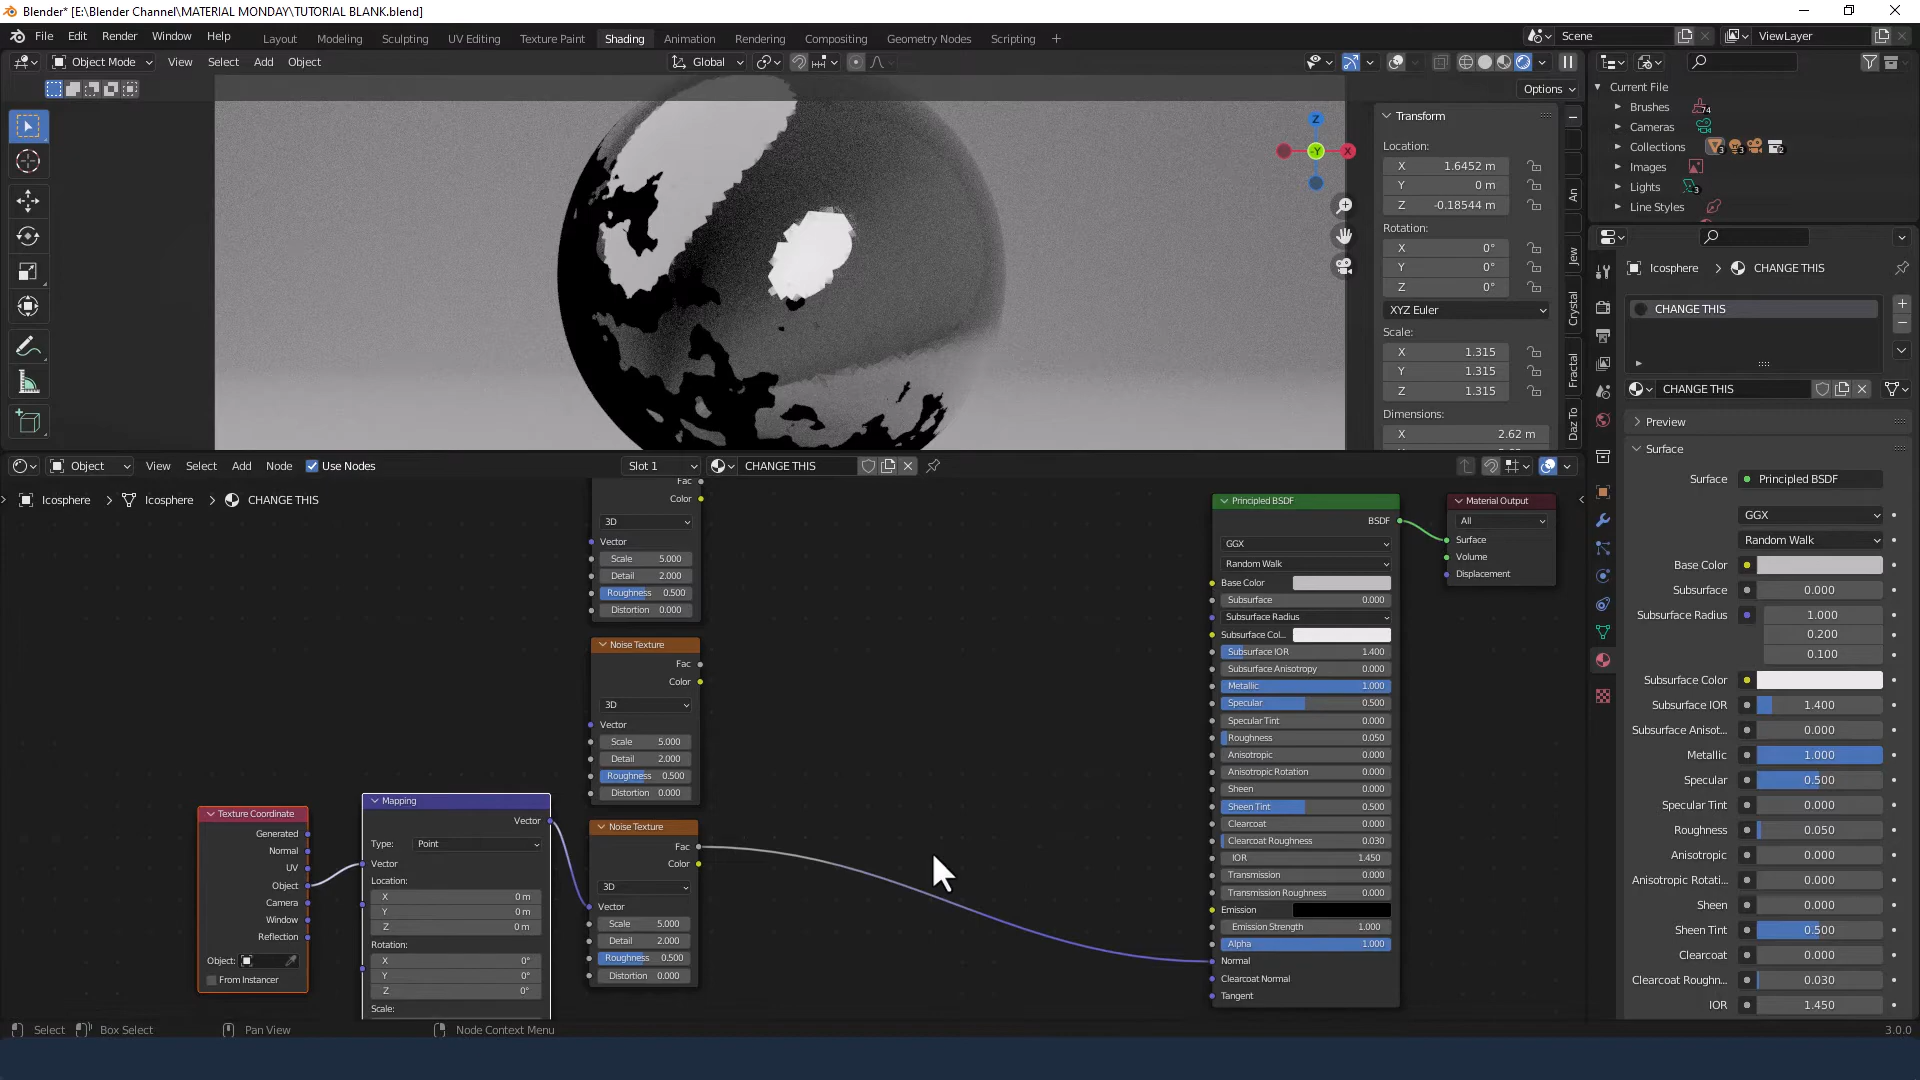 Blender* [E:\Blender Channel\MATERIAL MONDAY\TUTORIAL BLANK.blend]
File Edit Render Window Help
Layout Modeling Sculpting UV Editing Texture Paint Shading Animation Rendering Compositing Geometry Nodes Scripting +
Scene
ViewLayer
Object Mode View Select Add Object
Global
Options
Transform
Location:
X 1.6452 m
Y 0 m
Z -0.18544 m
Rotation:
X 0°
Y 0°
Z 0°
XYZ Euler
Scale:
X 1.315
Y 1.315
Z 1.315
Dimensions:
X 2.62 m
An
Jew
Crystal
Fractal
Daz To
Z
-Y
X
Current File
Brushes
74
Cameras
Collections
3 3 2
Images
Lights
3
Line Styles
Icosphere > CHANGE THIS
CHANGE THIS
CHANGE THIS
Preview
Surface
Surface Principled BSDF
GGX
Random Walk
Base Color
Subsurface 0.000
Subsurface Radius 1.000
0.200
0.100
Subsurface Color
Subsurface IOR 1.400
Subsurface Anisot... 0.000
Metallic 1.000
Specular 0.500
Specular Tint 0.000
Roughness 0.050
Anisotropic 0.000
Anisotropic Rotati... 0.000
Sheen 0.000
Sheen Tint 0.500
Clearcoat 0.000
Clearcoat Roughn... 0.030
IOR 1.450
Object View Select Add Node Use Nodes
Slot 1
CHANGE THIS
Icosphere > Icosphere > CHANGE THIS
Fac
Color
3D
Vector
Scale 5.000
Detail 2.000
Roughness 0.500
Distortion 0.000
Noise Texture
Fac
Color
3D
Vector
Scale 5.000
Detail 2.000
Roughness 0.500
Distortion 0.000
Noise Texture
Fac
Color
3D
Vector
Scale 5.000
Detail 2.000
Roughness 0.500
Distortion 0.000
Texture Coordinate
Generated
Normal
UV
Object
Camera
Window
Reflection
Object:
From Instancer
Mapping
Vector
Type: Point
Vector
Location:
X 0 m
Y 0 m
Z 0 m
Rotation:
X 0°
Y 0°
Z 0°
Scale:
Principled BSDF
BSDF
GGX
Random Walk
Base Color
Subsurface 0.000
Subsurface Radius
Subsurface Col...
Subsurface IOR 1.400
Subsurface Anisotropy 0.000
Metallic 1.000
Specular 0.500
Specular Tint 0.000
Roughness 0.050
Anisotropic 0.000
Anisotropic Rotation 0.000
Sheen 0.000
Sheen Tint 0.500
Clearcoat 0.000
Clearcoat Roughness 0.030
IOR 1.450
Transmission 0.000
Transmission Roughness 0.000
Emission
Emission Strength 1.000
Alpha 1.000
Normal
Clearcoat Normal
Tangent
Material Output
All
Surface
Volume
Displacement
Select Box Select Pan View Node Context Menu
3.0.0